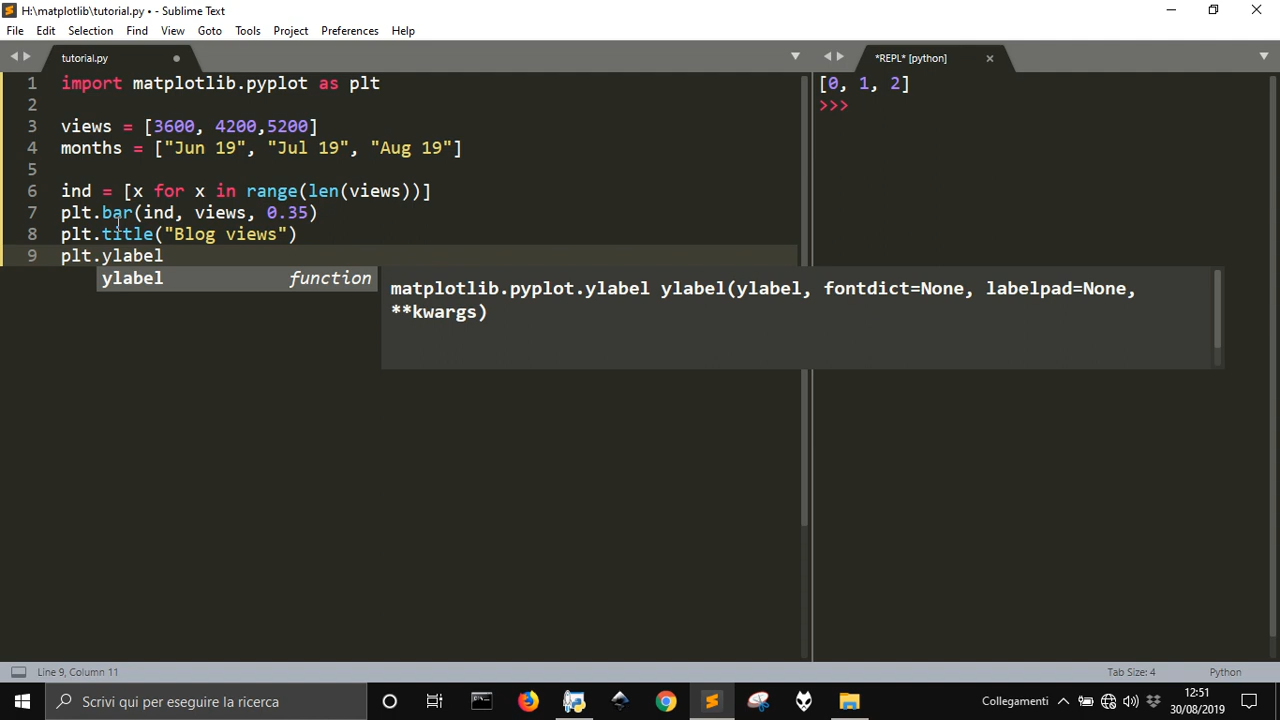 H:\matplotlib\tutorial.py • - Sublime Text
File Edit Selection Find View Goto Tools Project Preferences Help
tutorial.py
*REPL* [python]
1 import matplotlib.pyplot as plt
2
3 views = [3600, 4200,5200]
4 months = ["Jun 19", "Jul 19", "Aug 19"]
5
6 ind = [x for x in range(len(views))]
7 plt.bar(ind, views, 0.35)
8 plt.title("Blog views")
9 plt.ylabel
ylabel function
matplotlib.pyplot.ylabel ylabel(ylabel, fontdict=None, labelpad=None,
**kwargs)
[0, 1, 2]
>>>
Line 9, Column 11
Tab Size: 4
Python
Scrivi qui per eseguire la ricerca
Collegamenti
12:51
30/08/2019